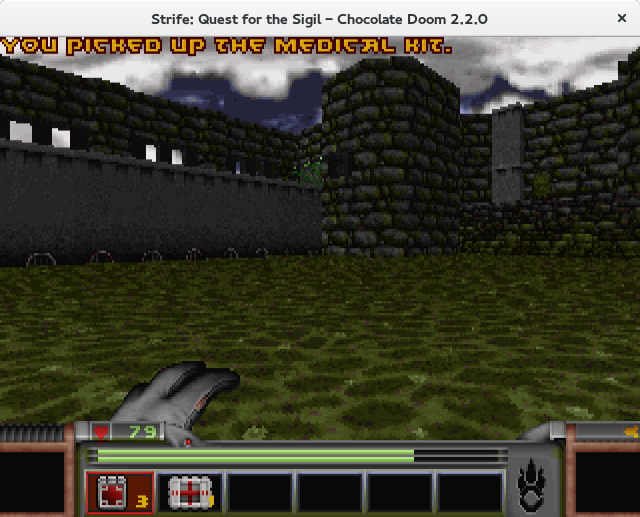 Strife: Quest for the Sigil – Chocolate Doom 2.2.0
YOU PICKED UP THE MEDICAL KIT.
79
3